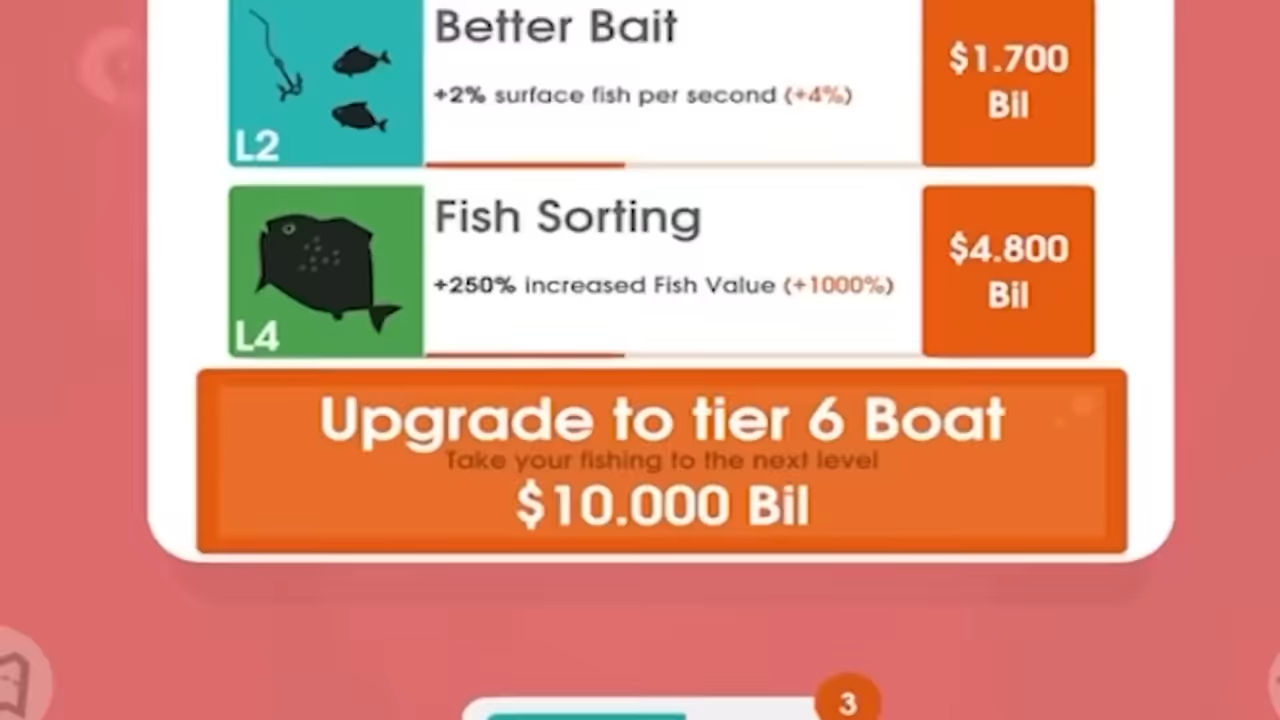 Better Bait
+2% surface fish per second (+4%)
$1.700
Bil
L2
Fish Sorting
+250% increased Fish Value (+1000%)
$4.800
Bil
L4
Upgrade to tier 6 Boat
Take your fishing to the next level
$10.000 Bil
3